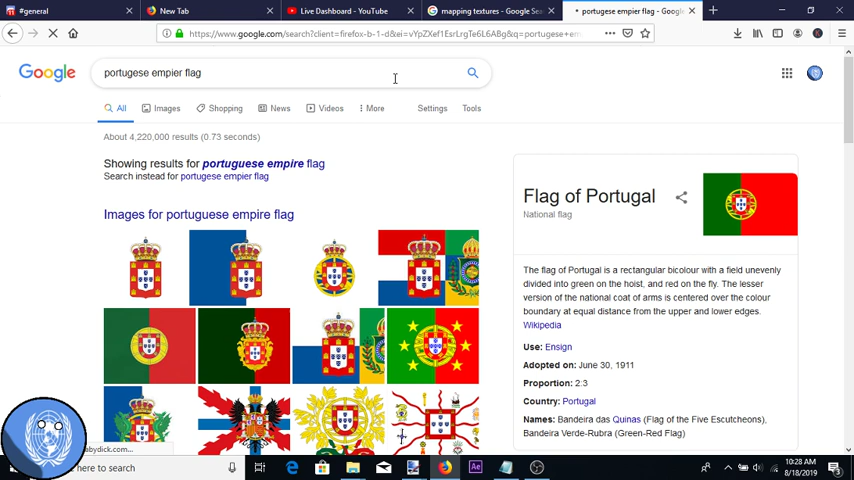 #general
New Tab
Live Dashboard - YouTube
mapping textures - Google Sea
portugese empier flag - Google
https://www.google.com/search?client=firefox-b-1-d&ei=vYpZXef1EsrLrgTe6L6ABg&q=portugese+em
Google
portugese empier flag
All
Images
Shopping
News
Videos
More
Settings
Tools
About 4,220,000 results (0.73 seconds)
Showing results for portuguese empire flag
Search instead for portugese empier flag
Images for portuguese empire flag
Flag of Portugal
National flag
The flag of Portugal is a rectangular bicolour with a field unevenly
divided into green on the hoist, and red on the fly. The lesser
version of the national coat of arms is centered over the colour
boundary at equal distance from the upper and lower edges.
Wikipedia
Use: Ensign
Adopted on: June 30, 1911
Proportion: 2:3
Country: Portugal
Names: Bandeira das Quinas (Flag of the Five Escutcheons),
Bandeira Verde-Rubra (Green-Red Flag)
abydick.com...
here to search
Ae
10:28 AM
8/18/2019
3